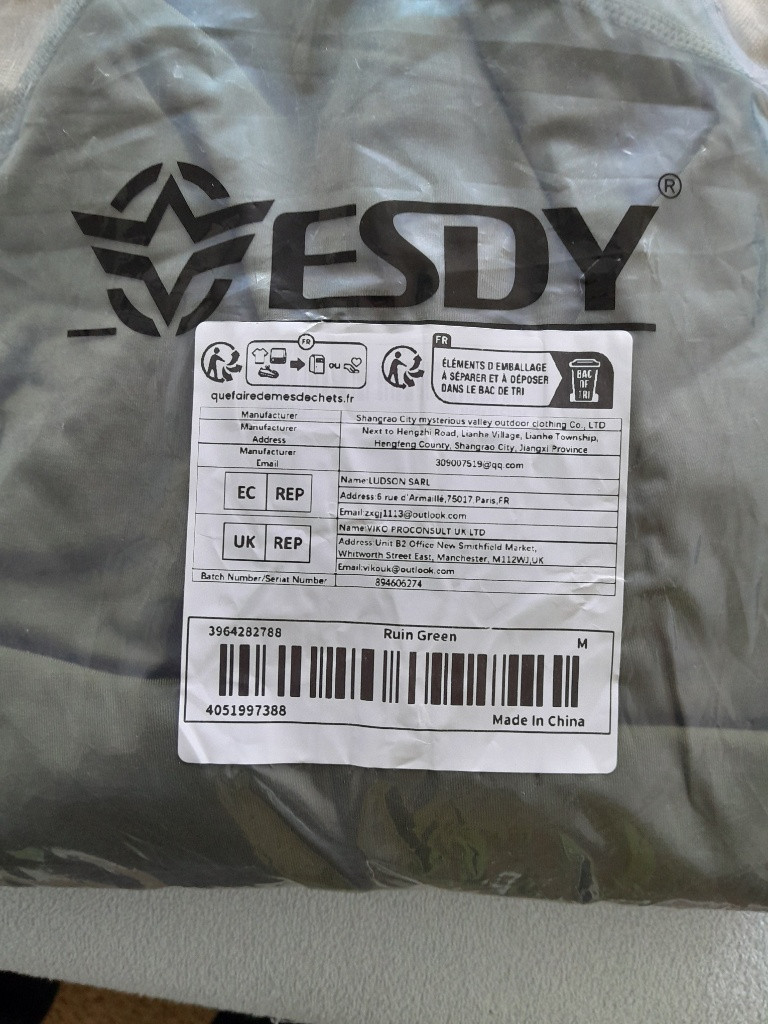 ESDY®
FR
FR
OU
ÉLÉMENTS D'EMBALLAGE
À SÉPARER ET À DÉPOSER
DANS LE BAC DE TRI
BAC
DE
TRI
quefairedemesdechets.fr
Manufacturer Shangrao City mysterious valley outdoor clothing Co., LTD
Manufacturer
Address
Next to Hengzhi Road, Lianhe Village, Lianhe Township,
Hengfeng County, Shangrao City, Jiangxi Province
Manufacturer
Email
309007519@qq.com
EC REP
Name:LUDSON SARL
Address:6 rue d'Armaillé,75017 Paris,FR
Email:zxgj1113@outlook.com
UK REP
Name:VIKO PROCONSULT UK LTD
Address:Unit B2 Office New Smithfield Market,
Whitworth Street East, Manchester, M112WJ,UK
Email:vikouk@outlook.com
Batch Number/Serial Number 894606274
3964282788 Ruin Green M
4051997388 Made In China